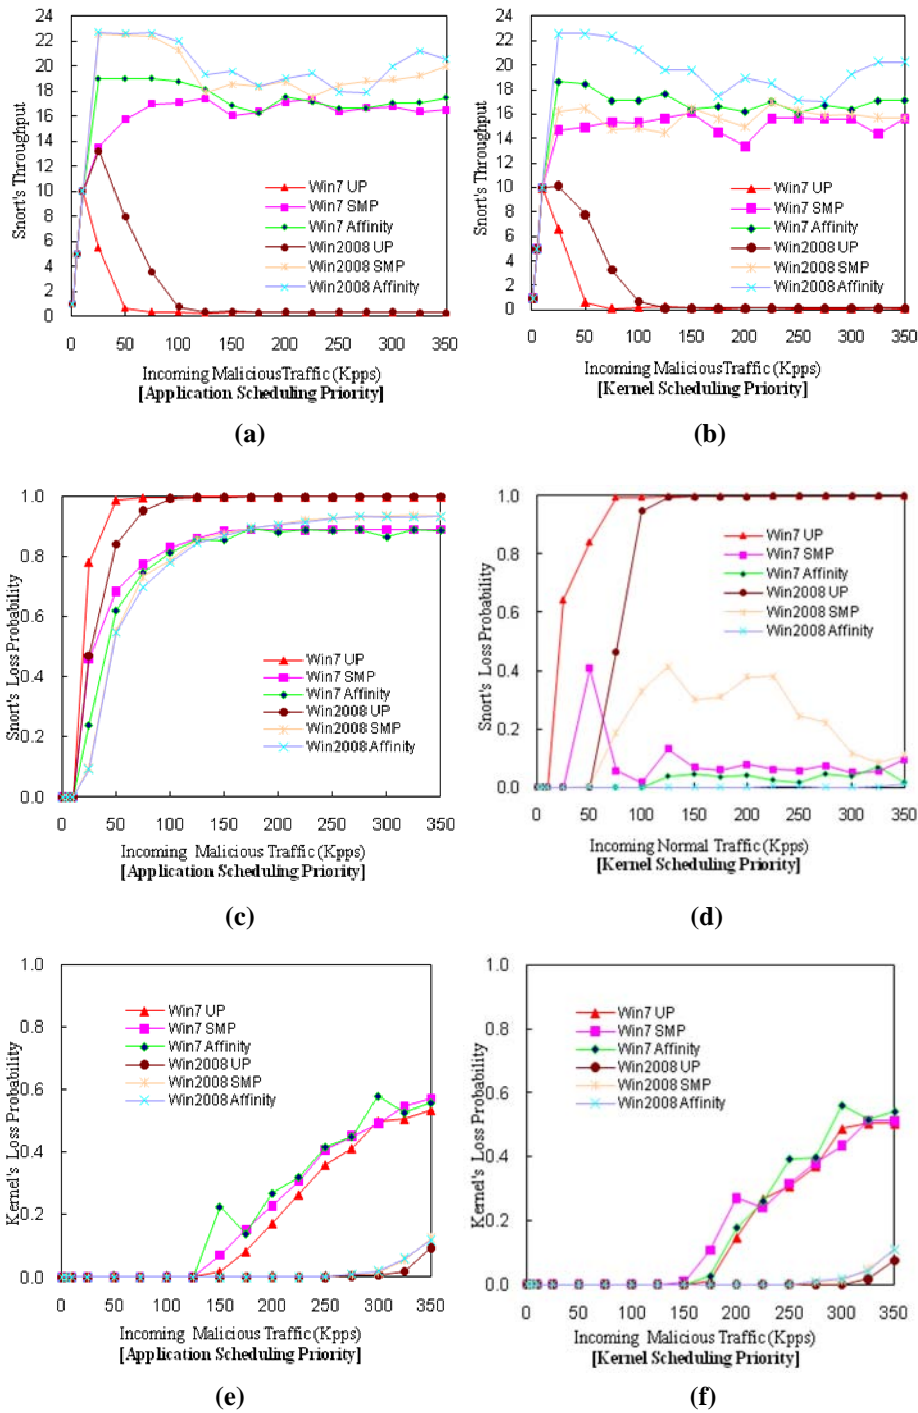 24
22
20
18
16
14
12
10
8
6
4
2
0
Snort's Throughput
Win7 UP
Win7 SMP
Win7 Affinity
Win2008 UP
Win2008 SMP
Win2008 Affinity
0 50 100 150 200 250 300 350
Incoming MaliciousTraffic (Kpps)
[Application Scheduling Priority]
(a)
24
22
20
18
16
14
12
10
8
6
4
2
0
Snort's Throughput
Win7 UP
Win7 SMP
Win7 Affinity
Win2008 UP
Win2008 SMP
Win2008 Affinity
0 50 100 150 200 250 300 350
Incoming Malicious Traffic (Kpps)
[Kernel Scheduling Priority]
(b)
1.0
0.8
0.6
0.4
0.2
0.0
Snort's Loss Probability
Win7 UP
Win7 SMP
Win7 Affinity
Win2008 UP
Win2008 SMP
Win2008 Affinity
0 50 100 150 200 250 300 350
Incoming Malicious Traffic (Kpps)
[Application Scheduling Priority]
(c)
1.0
0.8
0.6
0.4
0.2
0.0
Snort's Loss Probability
Win7 UP
Win7 SMP
Win7 Affinity
Win2008 UP
Win2008 SMP
Win2008 Affinity
0 50 100 150 200 250 300 350
Incoming Normal Traffic (Kpps)
[Kernel Scheduling Priority]
(d)
1.0
0.8
0.6
0.4
0.2
0.0
Kernel's Loss Probability
Win7 UP
Win7 SMP
Win7 Affinity
Win2008 UP
Win2008 SMP
Win2008 Affinity
0 50 100 150 200 250 300 350
Incoming Malicious Traffic (Kpps)
[Application Scheduling Priority]
(e)
1.0
0.8
0.6
0.4
0.2
0.0
Kernel's Loss Probability
Win7 UP
Win7 SMP
Win7 Affinity
Win2008 UP
Win2008 SMP
Win2008 Affinity
0 50 100 150 200 250 300 350
Incoming Malicious Traffic (Kpps)
[Kernel Scheduling Priority]
(f)